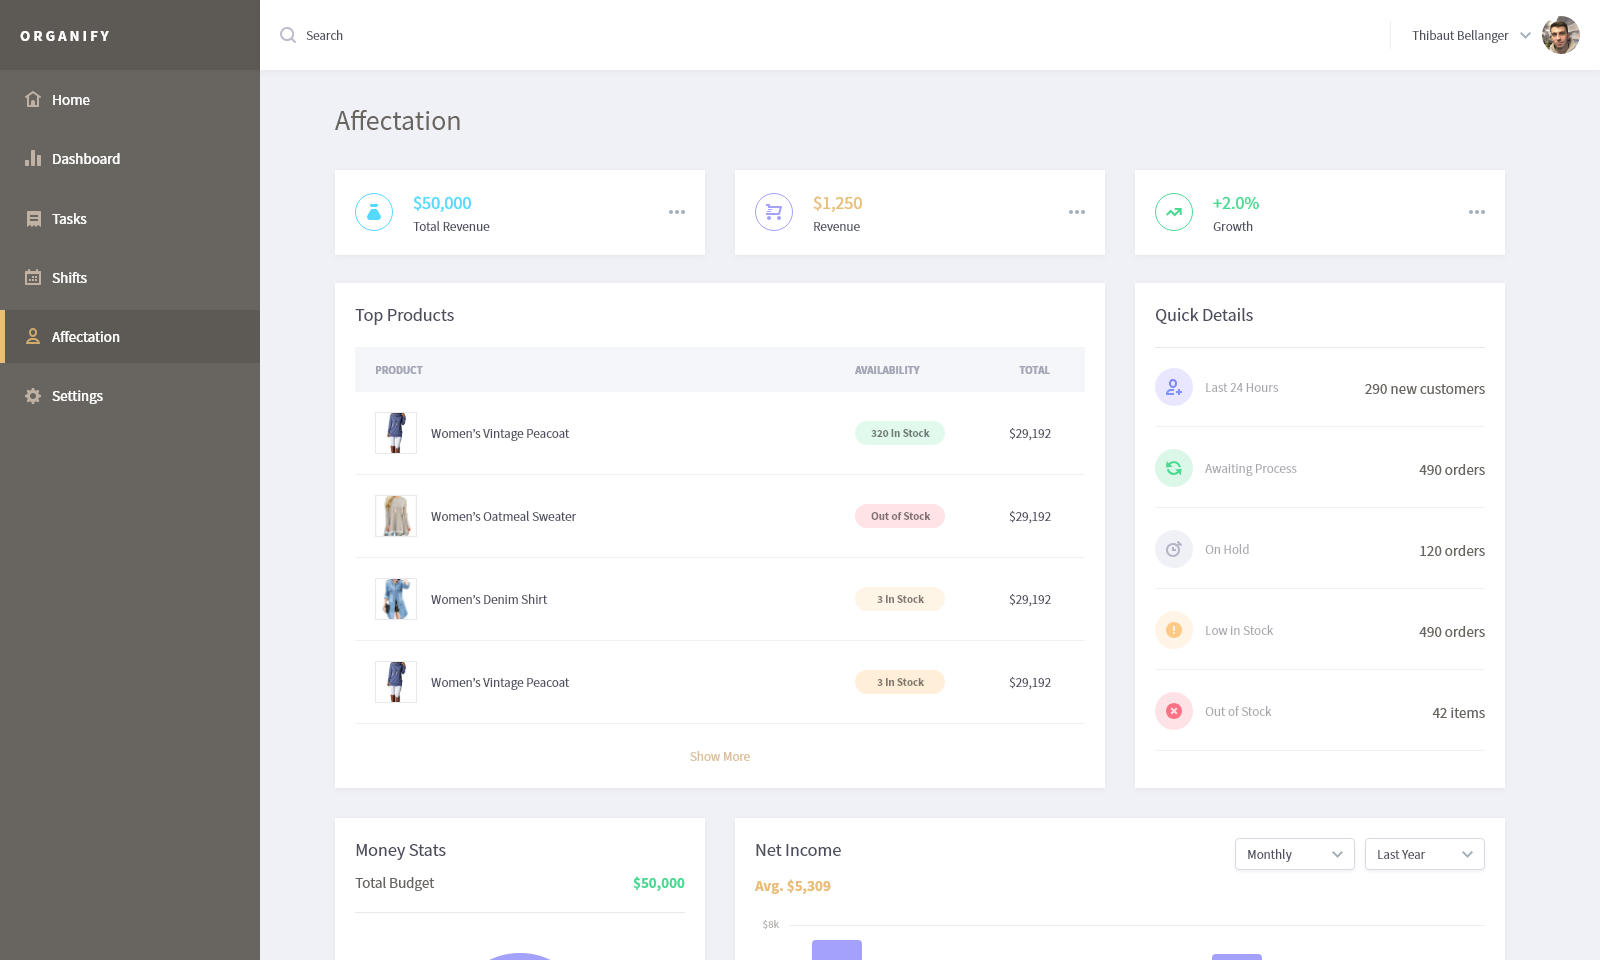 ORGANIFY
Search
Thibaut Bellanger
Home
Dashboard
Tasks
Shifts
Affectation
Settings
Affectation
$50,000
Total Revenue
$1,250
Revenue
+2.0%
Growth
Top Products
PRODUCT AVAILABILITY TOTAL
Women’s Vintage Peacoat 320 In Stock $29,192
Women’s Oatmeal Sweater Out of Stock $29,192
Women’s Denim Shirt 3 In Stock $29,192
Women’s Vintage Peacoat 3 In Stock $29,192
Show More
Quick Details
Last 24 Hours 290 new customers
Awaiting Process 490 orders
On Hold 120 orders
Low in Stock 490 orders
Out of Stock 42 items
Money Stats
Total Budget $50,000
Net Income
Monthly
Last Year
Avg. $5,309
$8k